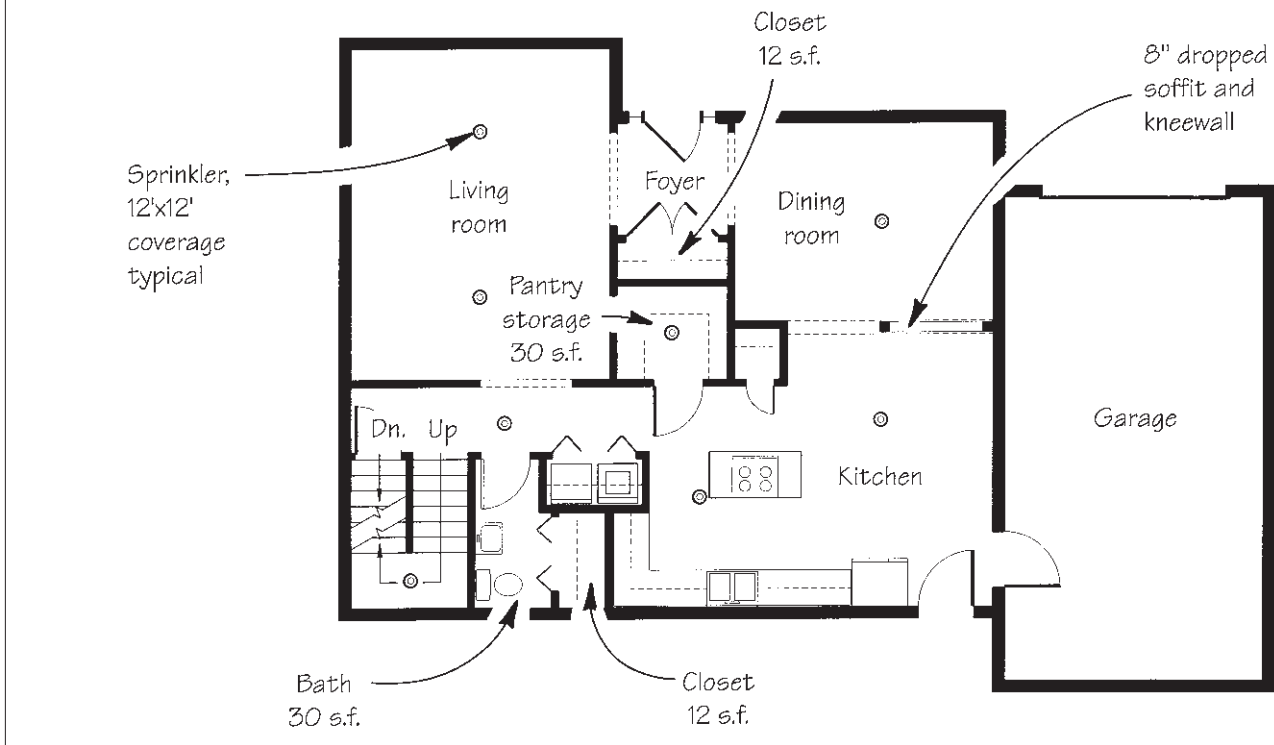 Closet
12 s.f.
8" dropped
soffit and
kneewall
Sprinkler,
12'x12'
coverage
typical
Living
room
Foyer
Dining
room
Pantry
storage
30 s.f.
Garage
Dn.
Up
Kitchen
Bath
30 s.f.
Closet
12 s.f.